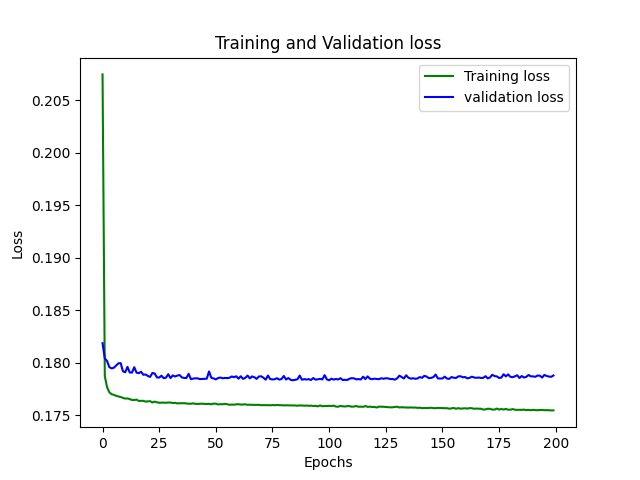 Training and Validation loss
Training loss
validation loss
0.205
0.200
0.195
0.190
0.185
0.180
0.175
Loss
0 25 50 75 100 125 150 175 200
Epochs